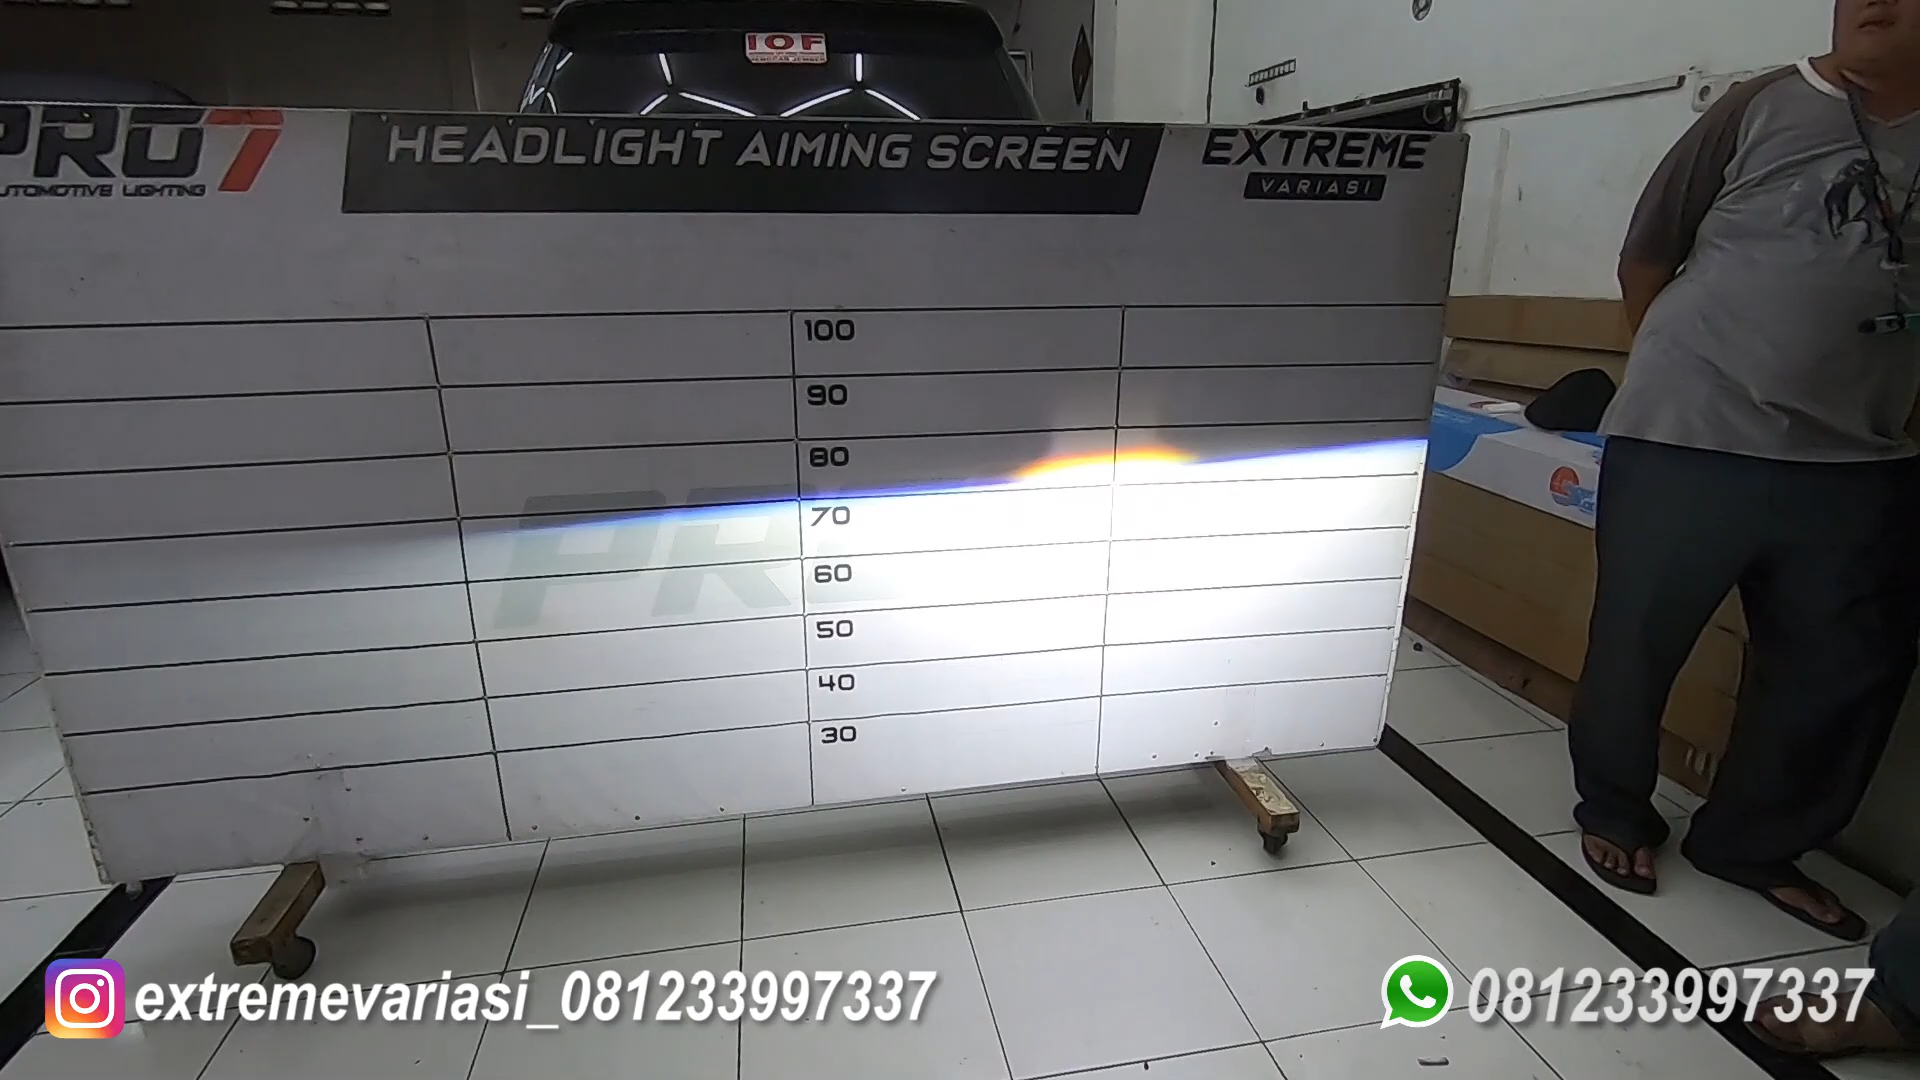 IOF
PRO7
AUTOMOTIVE LIGHTING
HEADLIGHT AIMING SCREEN
EXTREME
VARIASI
100
90
80
70
60
50
40
30
extremevariasi_081233997337
081233997337